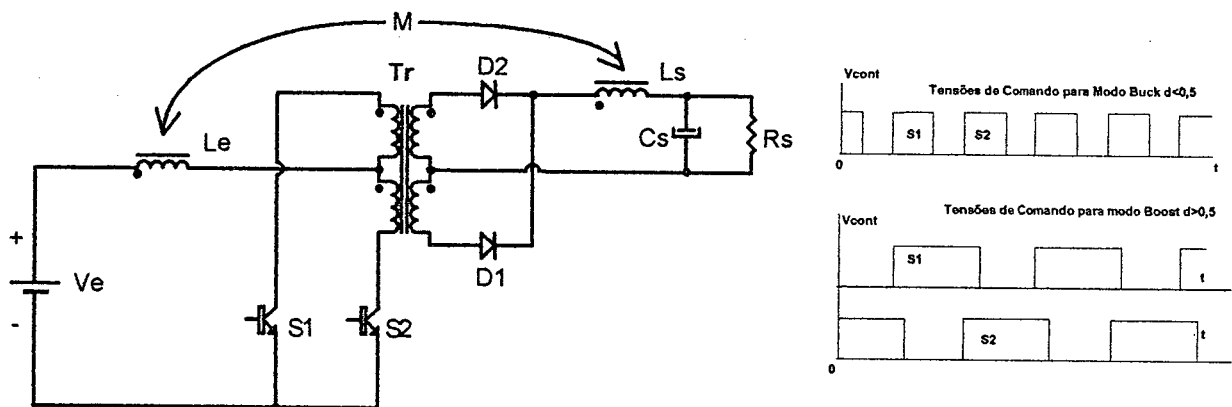 M
Tr
D2
Ls
Le
Cs
Rs
D1
+
Ve
-
S1
S2
Vcont
Tensões de Comando para Modo Buck d<0,5
S1
S2
0
t
Tensões de Comando para modo Boost d>0,5
Vcont
S1
t
S2
t
0